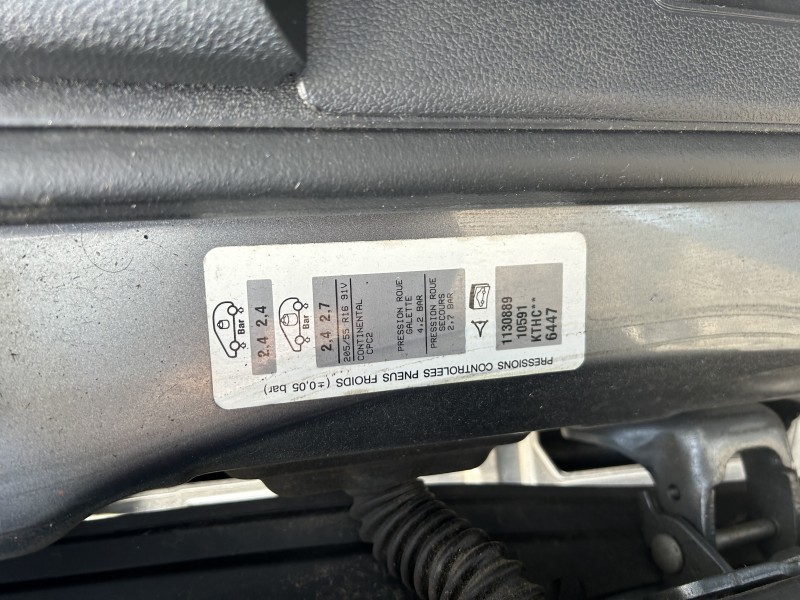 Bar
2.4 2.4
Bar
2.4 2.7
205/55 R16 91V
CONTINENTAL
CPC2
PRESSION ROUE
GALETTE
4.2 BAR
PRESSION ROUE
SECOURS
2.7 BAR
1130889
10591
KTHC**
6447
PRESSIONS CONTROLEES PNEUS FROIDS (±0,05 bar)